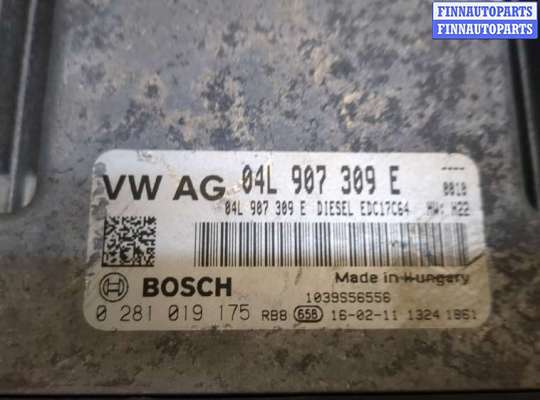 FINNAUTOPARTS
FINNAUTOPARTS
VW AG 04L 907 309 E
0010
04L 907 309 E DIESEL EDC17C64 HW: H22
BOSCH
Made in Hungary
1039S56556
0 281 019 175 RBB 658 16-02-11 1324 1861